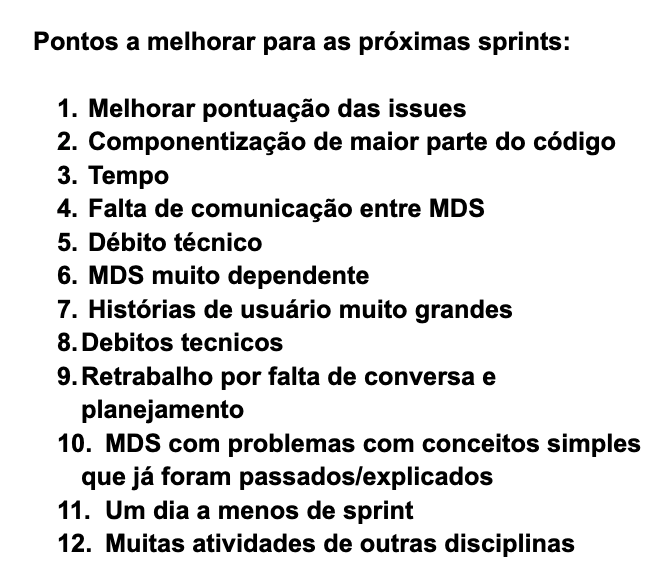 Pontos a melhorar para as próximas sprints:
1. Melhorar pontuação das issues
2. Componentização de maior parte do código
3. Tempo
4. Falta de comunicação entre MDS
5. Débito técnico
6. MDS muito dependente
7. Histórias de usuário muito grandes
8. Debitos tecnicos
9. Retrabalho por falta de conversa e
planejamento
10. MDS com problemas com conceitos simples
que já foram passados/explicados
11. Um dia a menos de sprint
12. Muitas atividades de outras disciplinas